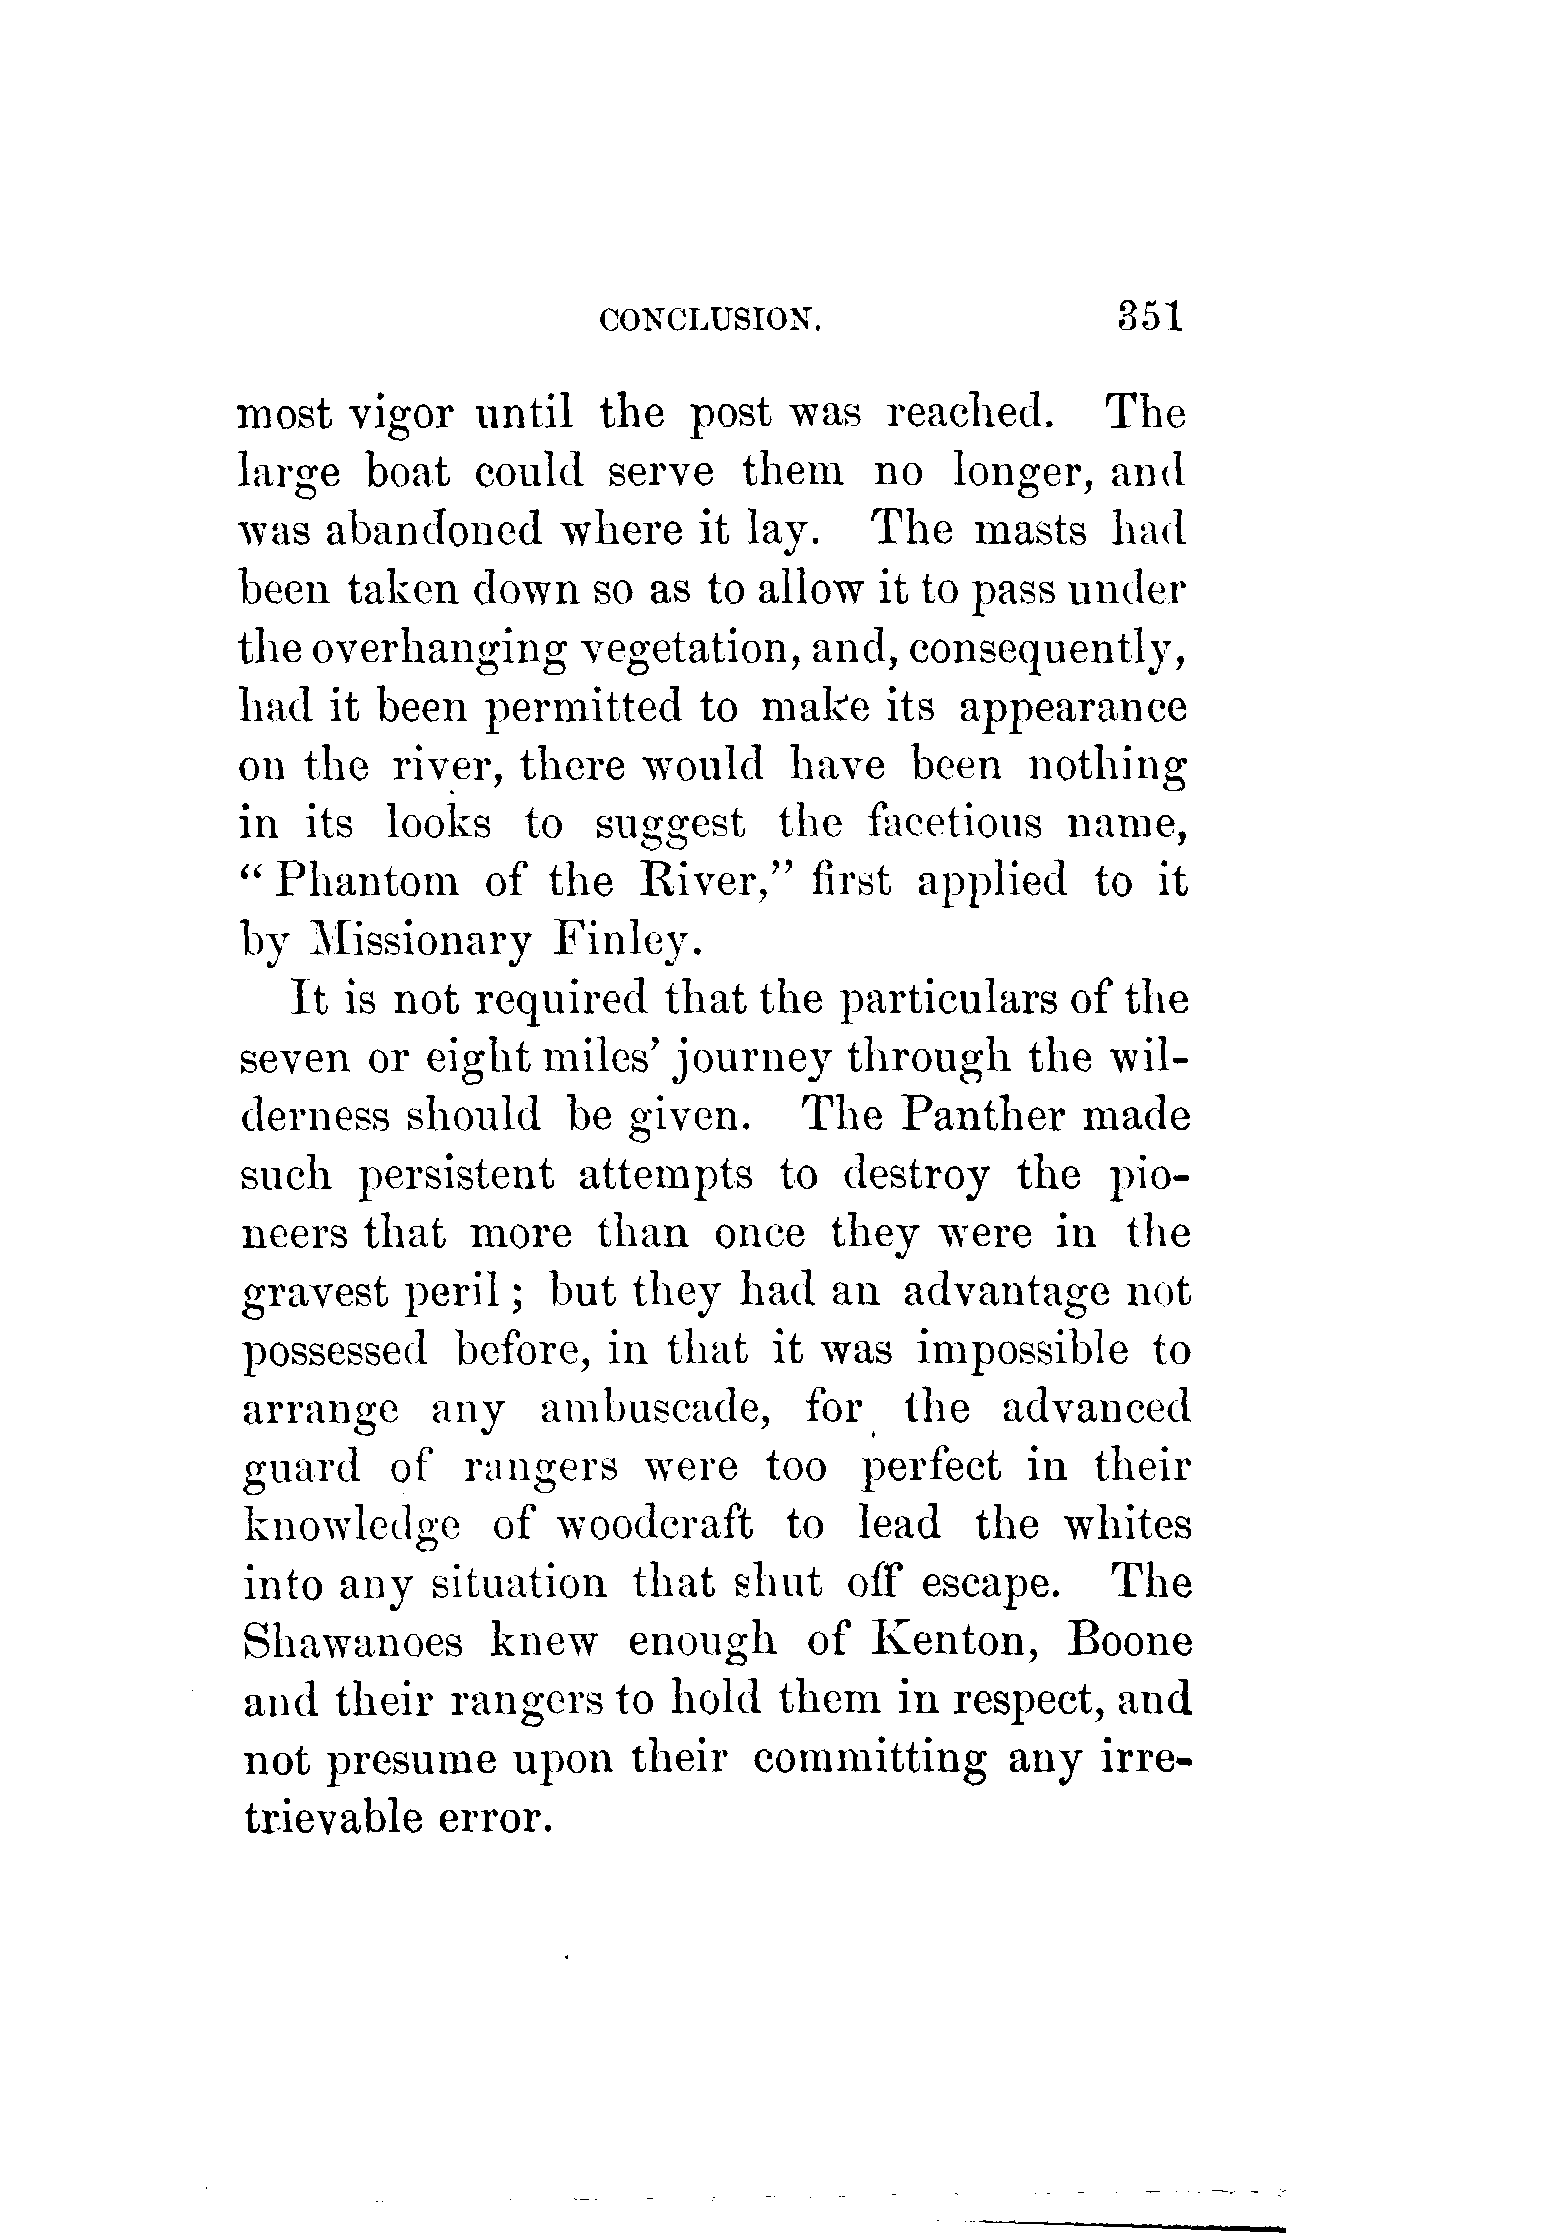 CONCLUSION. 351
most vigor until the post was reached. The
large boat could serve them no longer, and
was abandoned where it lay. The masts had
been taken down so as to allow it to pass under
the overhanging vegetation, and, consequently,
had it been permitted to make its appearance
on the river, there would have been nothing
in its looks to suggest the facetious name,
“Phantom of the River,” first applied to it
by Missionary Finley.
It is not required that the particulars of the
seven or eight miles’ journey through the wil-
derness should be given. The Panther made
such persistent attempts to destroy the pio-
neers that more than once they were in the
gravest peril; but they had an advantage not
possessed before, in that it was impossible to
arrange any ambuscade, for the advanced
guard of rangers were too perfect in their
knowledge of woodcraft to lead the whites
into any situation that shut off escape. The
Shawanoes knew enough of Kenton, Boone
and their rangers to hold them in respect, and
not presume upon their committing any irre-
trievable error.